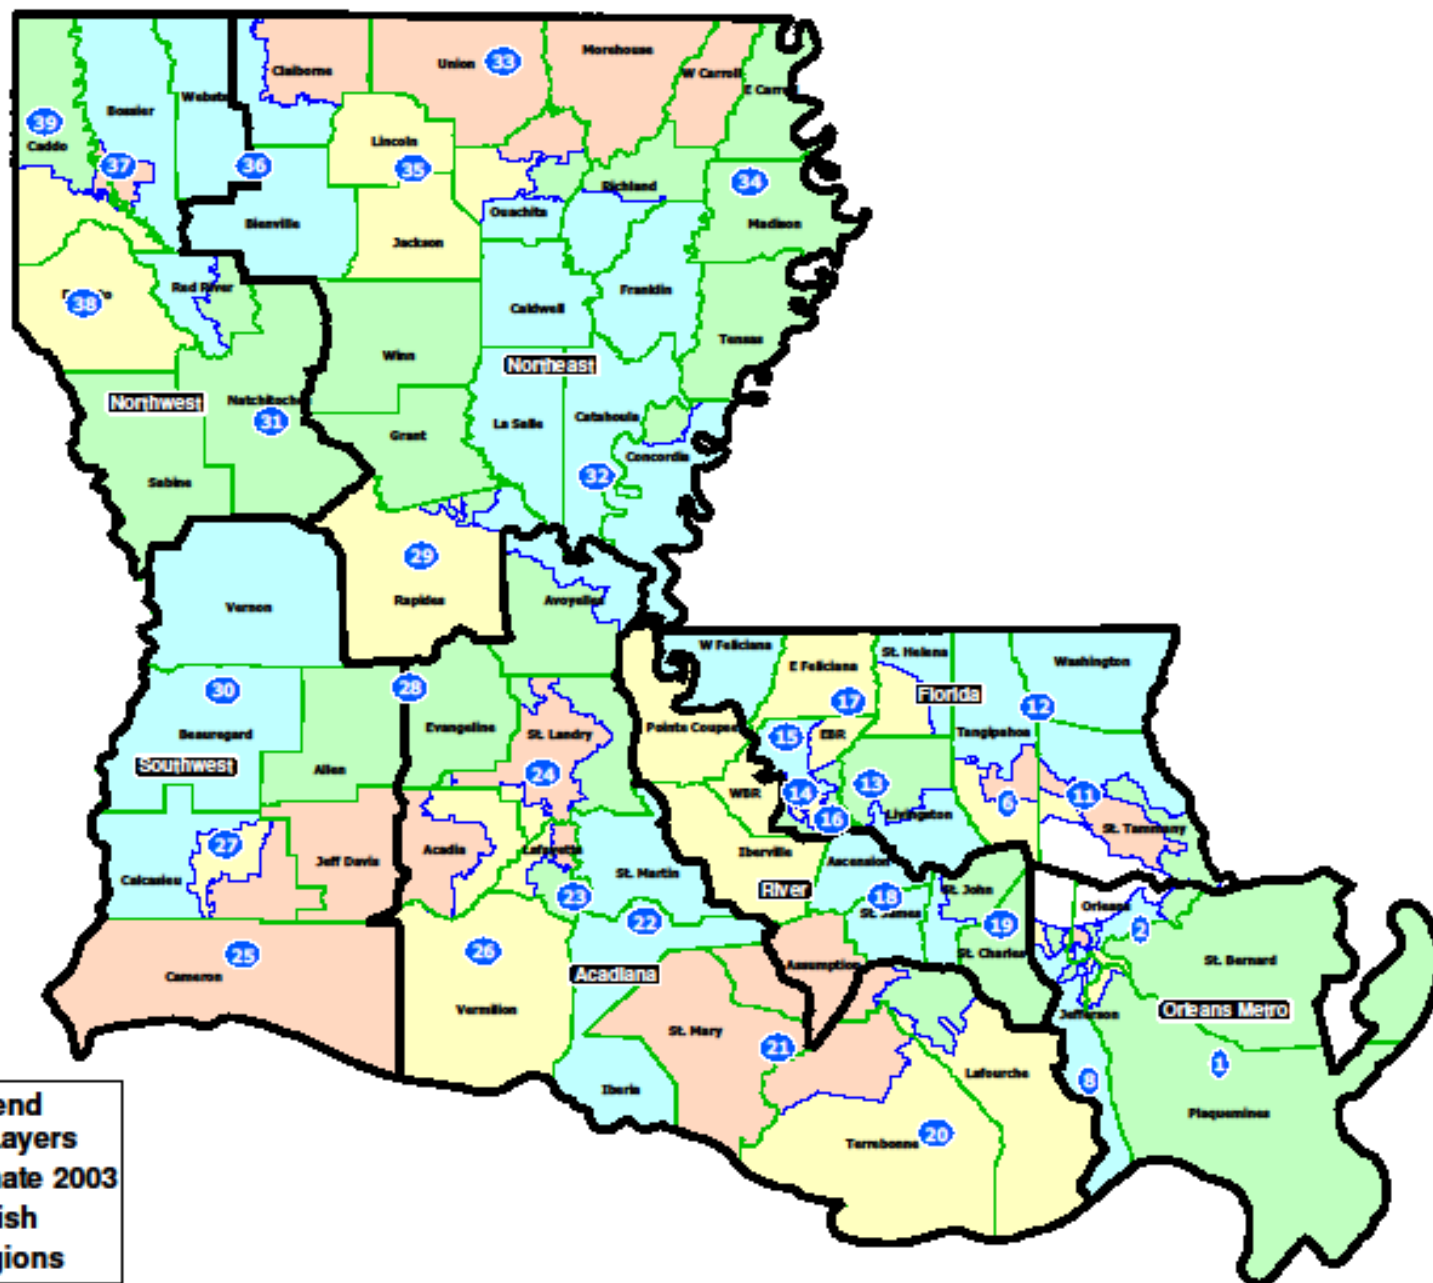 Claiborne
Union
33
Morehouse
W Carroll
E Carroll
Bossier
Webster
39
Caddo
37
36
Lincoln
35
Richland
34
Bienville
Ouachita
Madison
Jackson
Red River
38
Caldwell
Franklin
Tensas
Winn
Northeast
Northwest
Natchitoches
31
La Salle
Catahoula
Grant
Concordia
Sabine
32
29
Rapides
Avoyelles
Vernon
W Feliciana
St. Helena
Washington
E Feliciana
30
28
Florida
17
12
Beauregard
Evangeline
St. Landry
Pointe Coupee
15
EBR
Tangipahoa
Southwest
Allen
24
WBR
14
13
6
11
16
Livingston
St. Tammany
27
Jeff Davis
Acadia
Lafayette
Iberville
Ascension
Calcasieu
St. Martin
River
St. John
23
18
Orleans
22
St. James
19
2
25
26
St. Charles
St. Bernard
Cameron
Acadiana
Assumption
Vermilion
Jefferson
Orleans Metro
St. Mary
21
1
Lafourche
8
Iberia
Plaquemines
20
Terrebonne
end
ayers
ate 2003
ish
gions